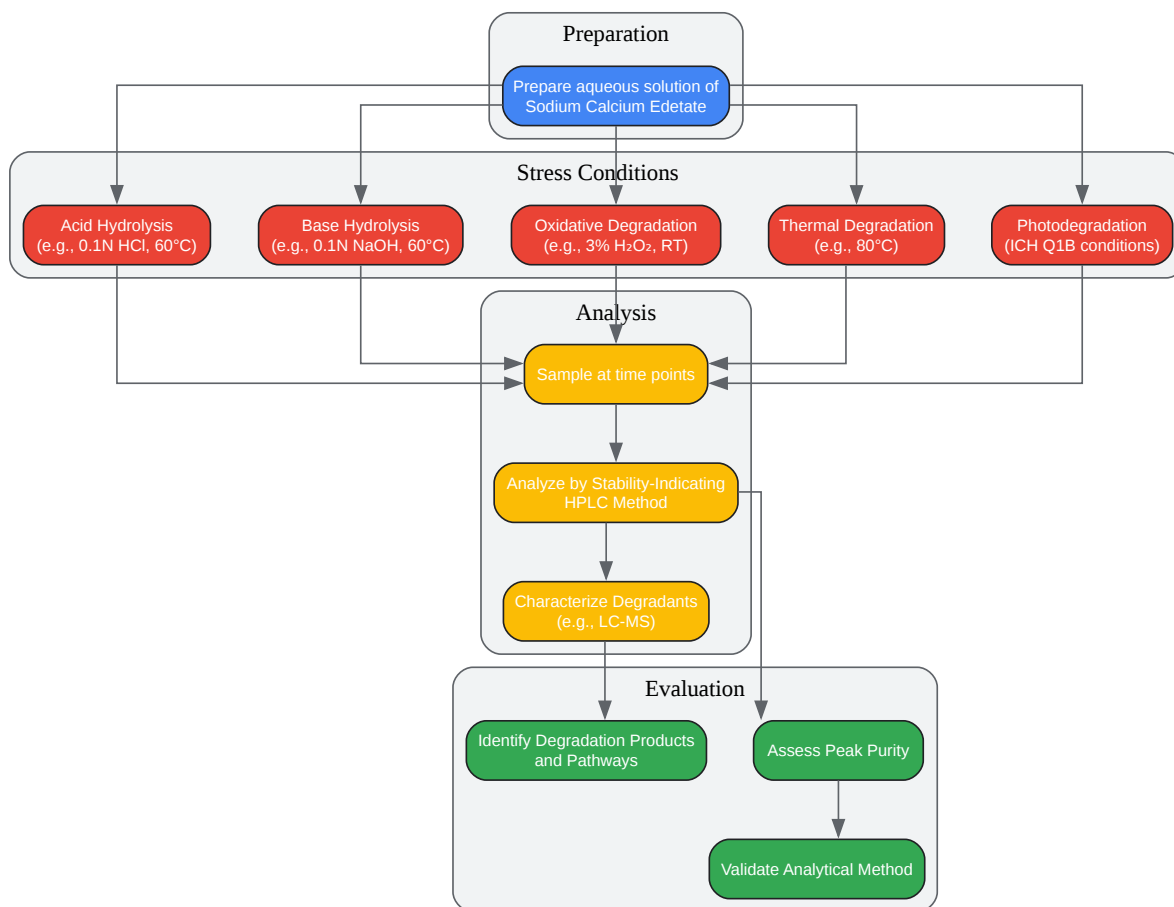 Preparation
Prepare aqueous solution of
Sodium Calcium Edetate
Stress Conditions
Acid Hydrolysis
(e.g., 0.1N HCl, 60°C)
Base Hydrolysis
(e.g., 0.1N NaOH, 60°C)
Oxidative Degradation
(e.g., 3% H₂O₂, RT)
Thermal Degradation
(e.g., 80°C)
Photodegradation
(ICH Q1B conditions)
Analysis
Sample at time points
Analyze by Stability-Indicating
HPLC Method
Characterize Degradants
(e.g., LC-MS)
Evaluation
Identify Degradation Products
and Pathways
Assess Peak Purity
Validate Analytical Method